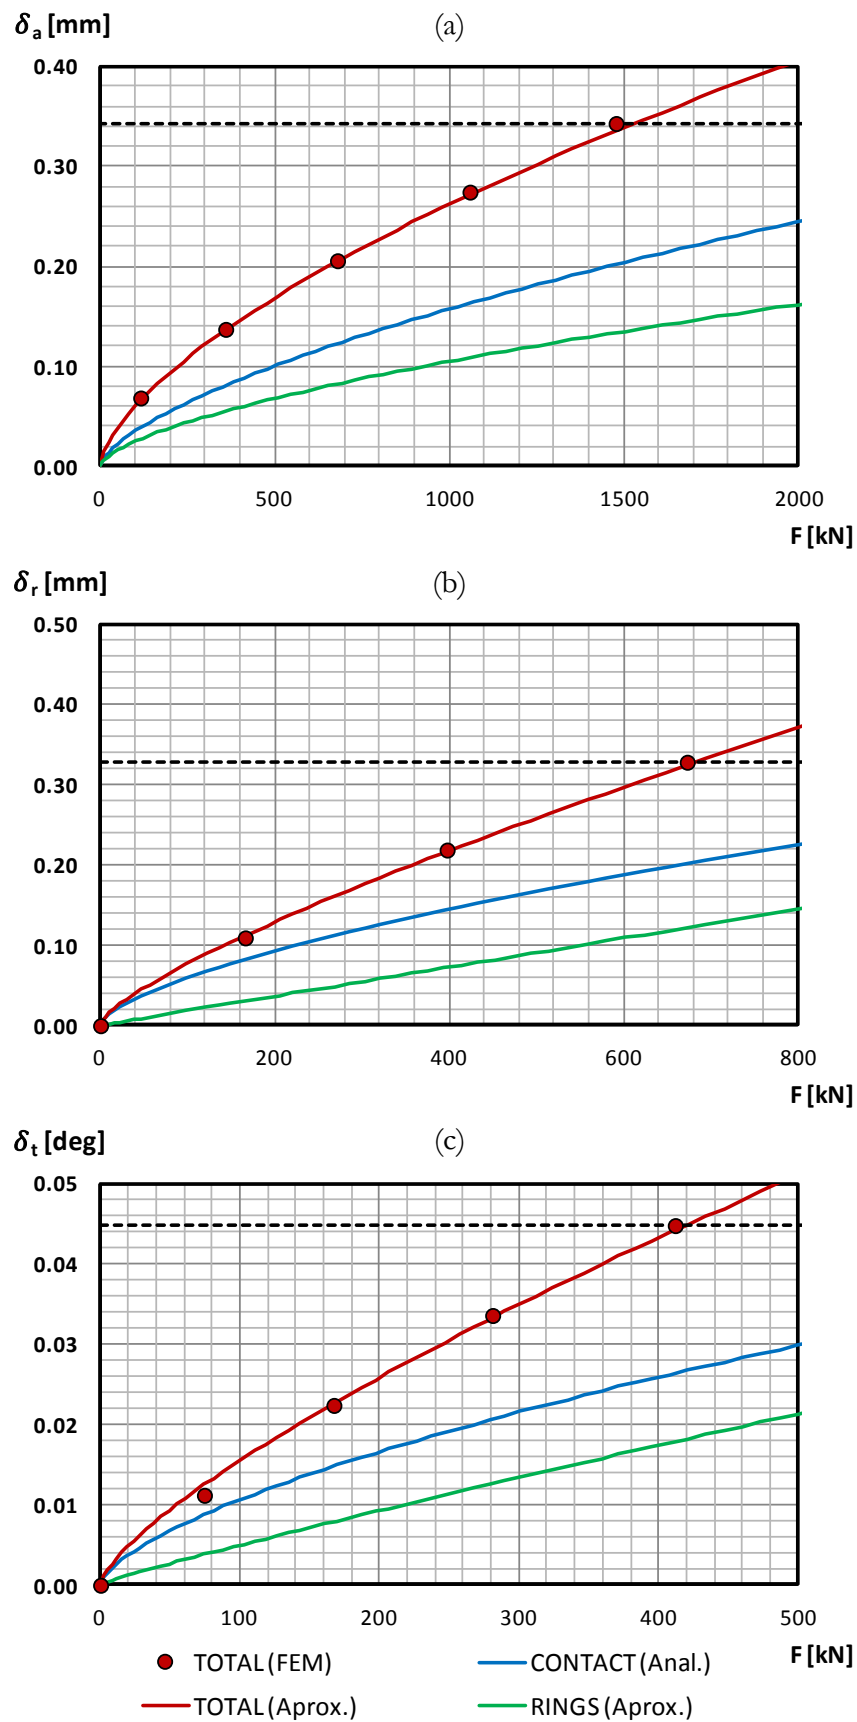 δa [mm]
(a)
0.40
0.30
0.20
0.10
0.00
0 500 1000 1500 2000
F [kN]
δr [mm]
(b)
0.50
0.40
0.30
0.20
0.10
0.00
0 200 400 600 800
F [kN]
δt [deg]
(c)
0.05
0.04
0.03
0.02
0.01
0.00
0 100 200 300 400 500
F [kN]
TOTAL (FEM) CONTACT (Anal.)
TOTAL (Aprox.) RINGS (Aprox.)